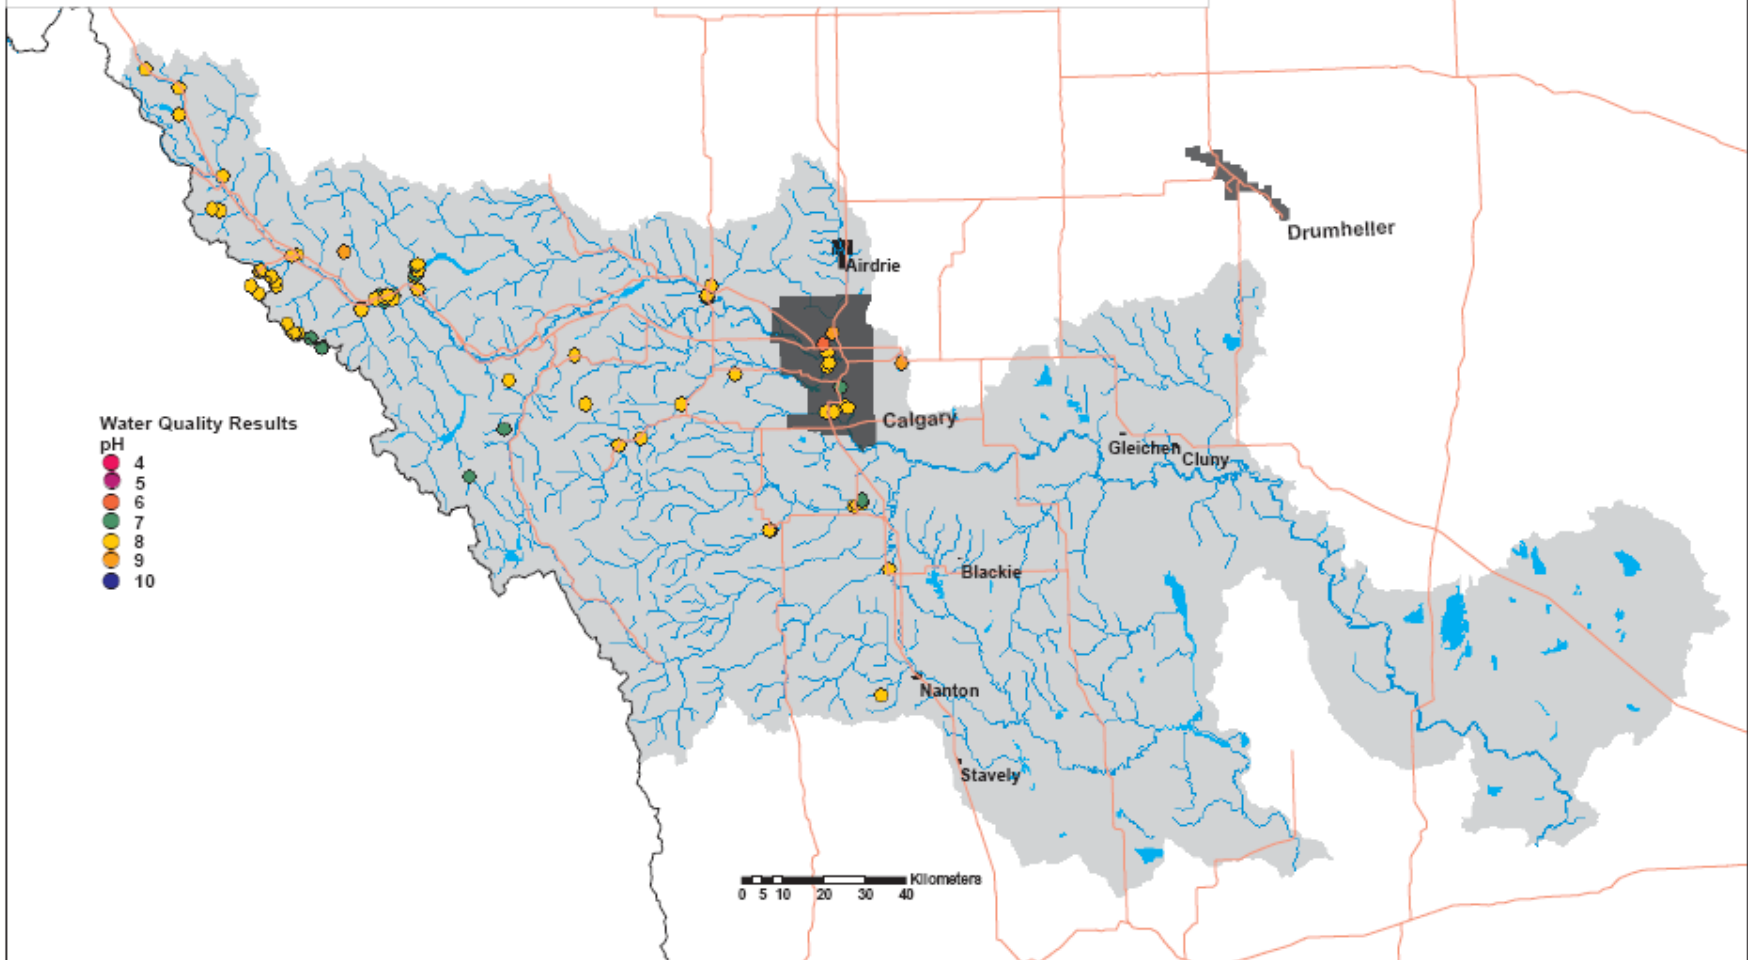 Drumheller
Airdrie
Calgary
Gleichen
Cluny
Water Quality Results
pH
4
5
6
7
8
9
10
Blackie
Nanton
Stavely
Kilometers
0 5 10 20 30 40